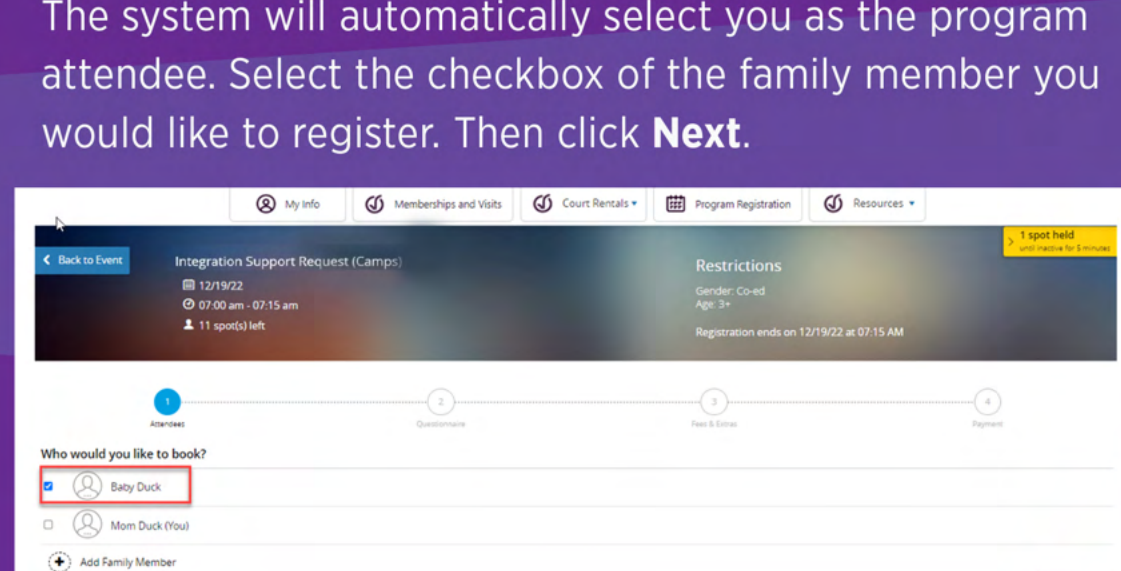 The system will automatically select you as the program
attendee. Select the checkbox of the family member you
would like to register. Then click Next.
My Info
Memberships and Visits
Court Rentals
Program Registration
Resources
1 spot held
until inactive for 5 minutes
Back to Event
Integration Support Request (Camps)
12/19/22
07:00 am - 07:15 am
11 spot(s) left
Restrictions
Gender: Co-ed
Age: 3+
Registration ends on 12/19/22 at 07:15 AM
1
2
3
4
Attendees
Questionnaire
Fees & Extras
Payment
Who would you like to book?
Baby Duck
Mom Duck (You)
Add Family Member